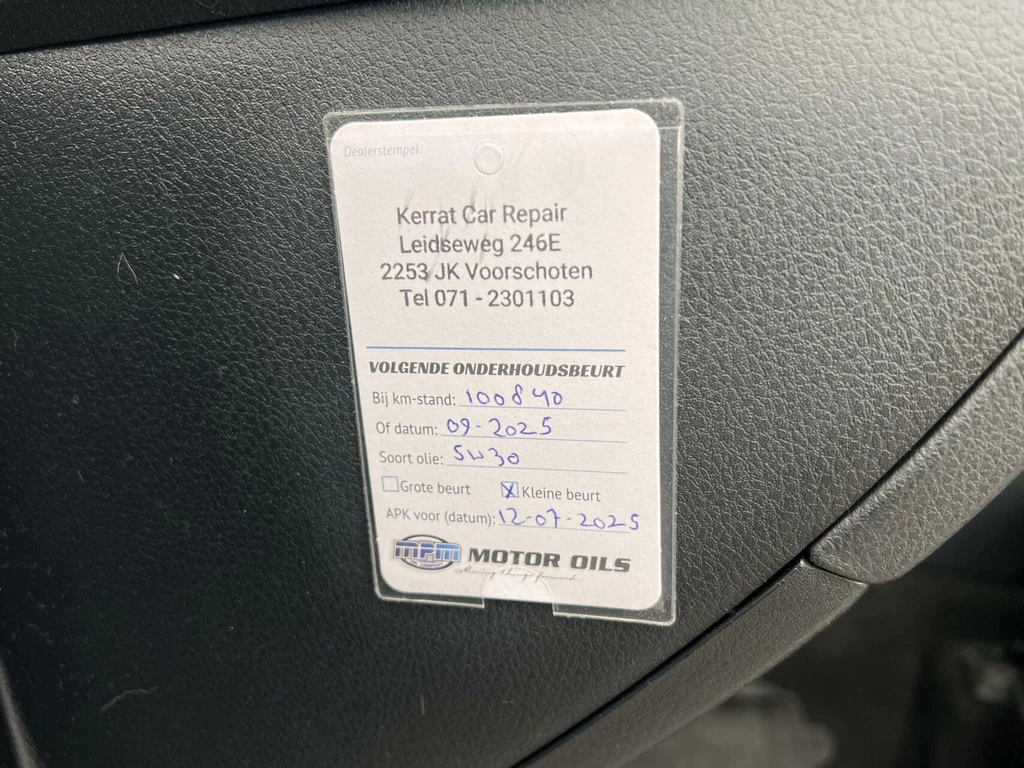 Dealerstempel:
Kerrat Car Repair
Leidseweg 246E
2253 JK Voorschoten
Tel 071 - 2301103
VOLGENDE ONDERHOUDSBEURT
Bij km-stand: 100840
Of datum: 09-2025
Soort olie: 5w30
Grote beurt X Kleine beurt
APK voor (datum): 12-07-2025
MPM MOTOR OILS